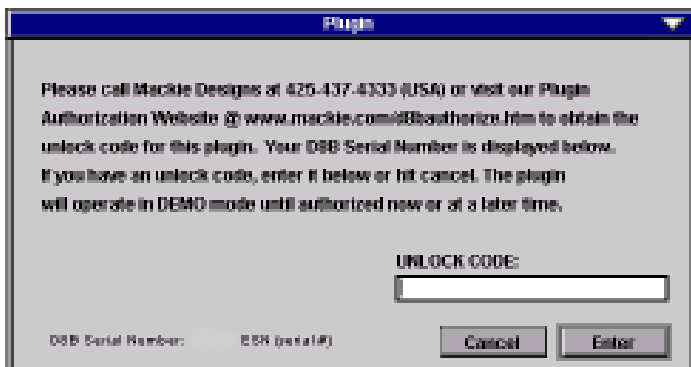 Plugin
Please call Mackie Designs at 425-437-4333 (USA) or visit our Plugin
Authorization Website @ www.mackie.com/d8bauthorize.htm to obtain the
unlock code for this plugin. Your D8B Serial Number is displayed below.
If you have an unlock code, enter it below or hit cancel. The plugin
will operate in DEMO mode until authorized now or at a later time.
UNLOCK CODE:
D8B Serial Number: ESN (serial#)
Cancel
Enter